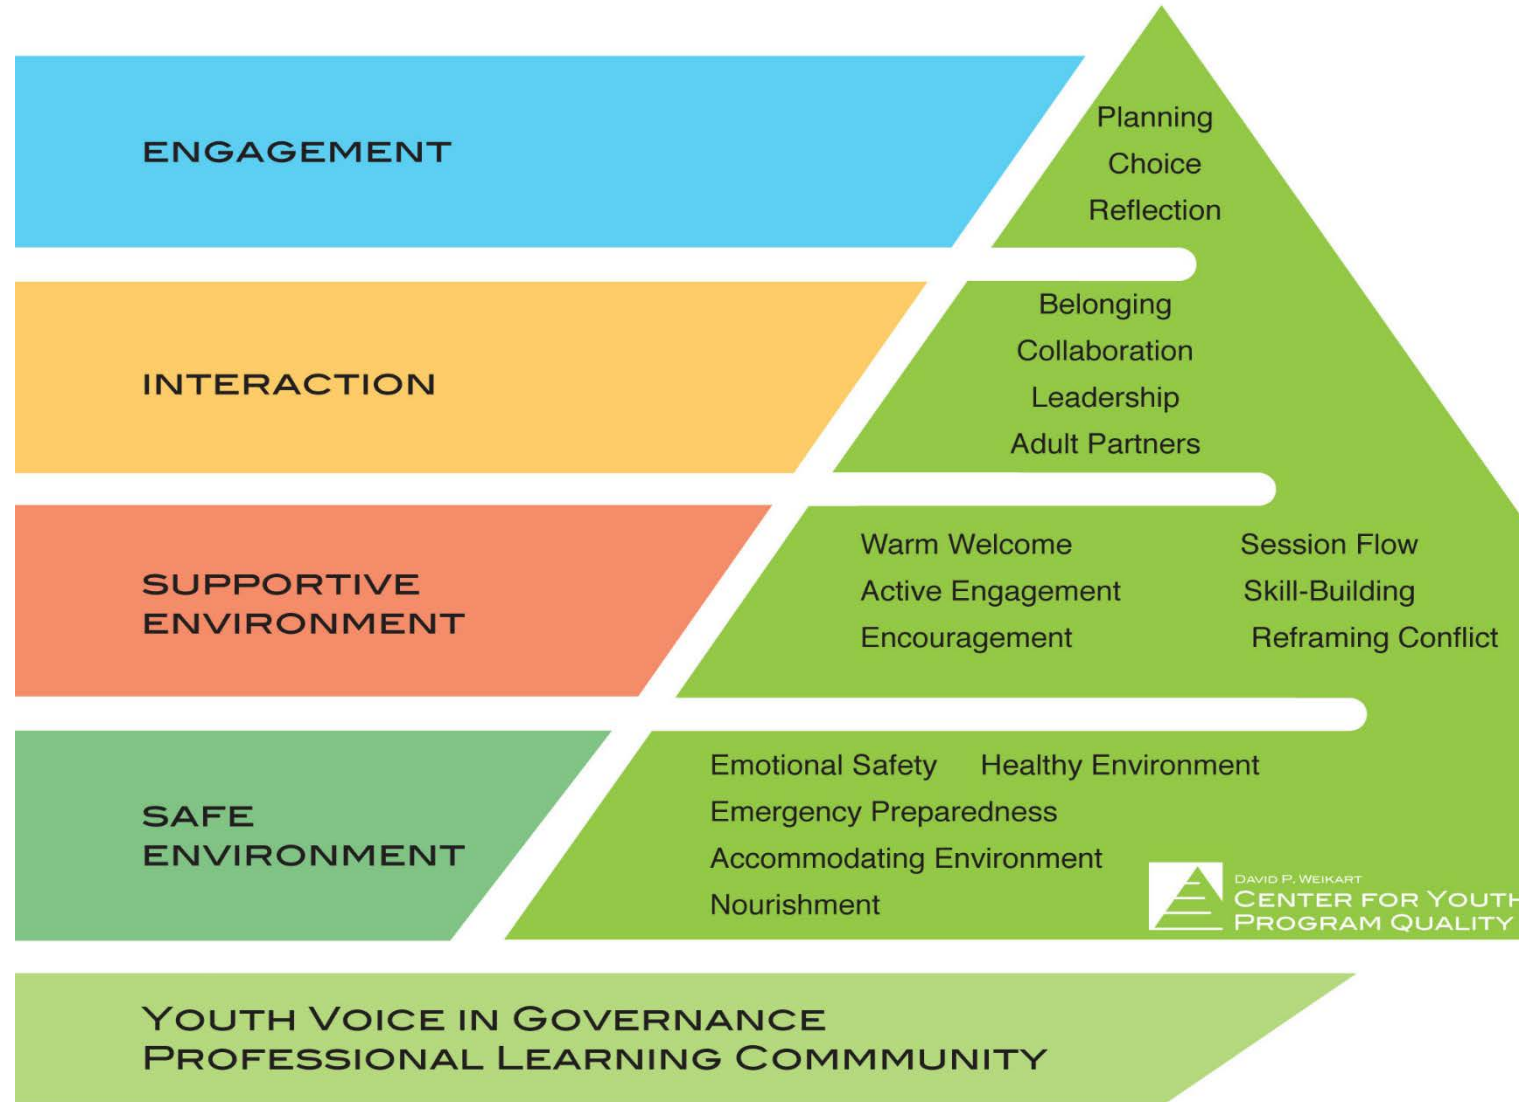 ENGAGEMENT
Planning
Choice
Reflection
INTERACTION
Belonging
Collaboration
Leadership
Adult Partners
SUPPORTIVE
ENVIRONMENT
Warm Welcome
Active Engagement
Encouragement
Session Flow
Skill-Building
Reframing Conflict
SAFE
ENVIRONMENT
Emotional Safety Healthy Environment
Emergency Preparedness
Accommodating Environment
Nourishment
DAVID P. WEIKART
CENTER FOR YOUTH
PROGRAM QUALITY
YOUTH VOICE IN GOVERNANCE
PROFESSIONAL LEARNING COMMMUNITY